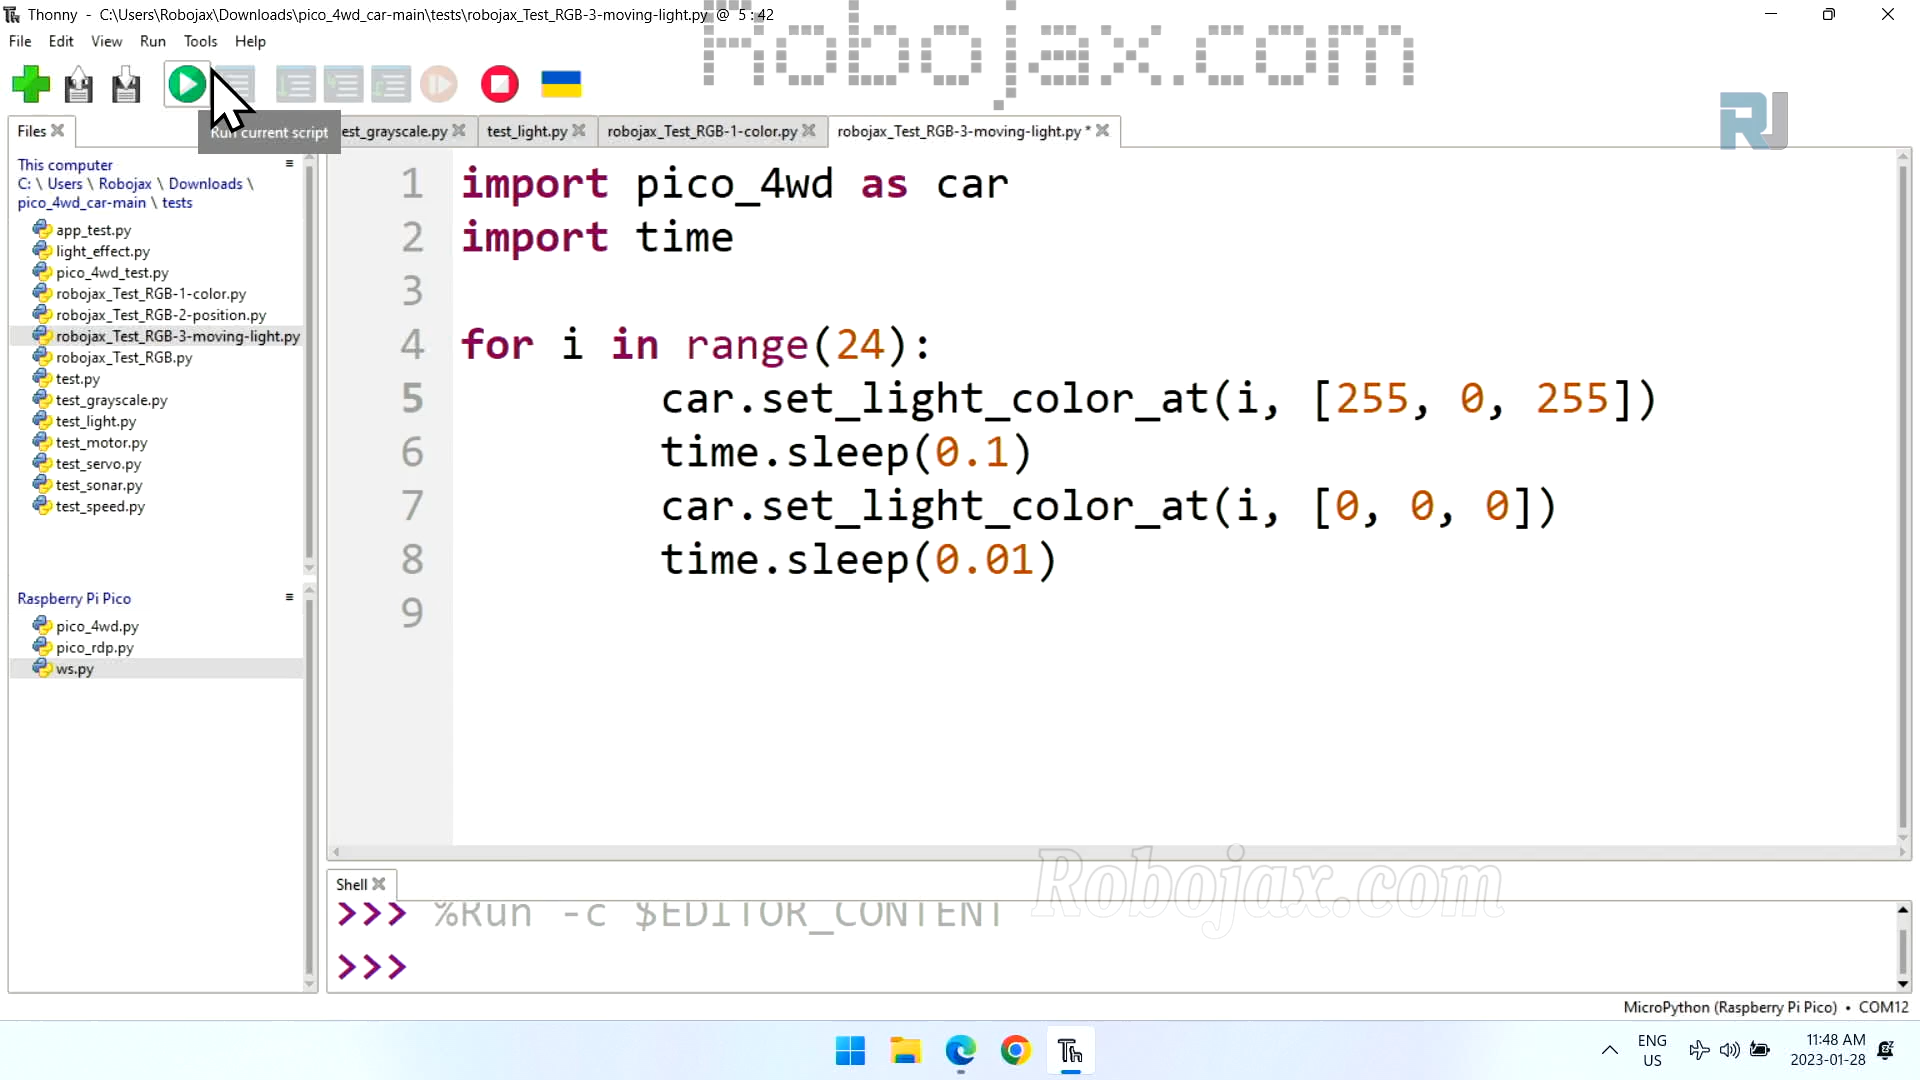 Thonny - C:\Users\Robojax\Downloads\pico_4wd_car-main\tests\robojax_Test_RGB-3-moving-light.py @ 5 : 42
File Edit View Run Tools Help
Robojax.com
RJ
Run current script
Files
est_grayscale.py
test_light.py
robojax_Test_RGB-1-color.py
robojax_Test_RGB-3-moving-light.py *
This computer
C: \ Users \ Robojax \ Downloads \
pico_4wd_car-main \ tests
app_test.py
light_effect.py
pico_4wd_test.py
robojax_Test_RGB-1-color.py
robojax_Test_RGB-2-position.py
robojax_Test_RGB-3-moving-light.py
robojax_Test_RGB.py
test.py
test_grayscale.py
test_light.py
test_motor.py
test_servo.py
test_sonar.py
test_speed.py
Raspberry Pi Pico
pico_4wd.py
pico_rdp.py
ws.py
1 import pico_4wd as car
2 import time
3
4 for i in range(24):
5 car.set_light_color_at(i, [255, 0, 255])
6 time.sleep(0.1)
7 car.set_light_color_at(i, [0, 0, 0])
8 time.sleep(0.01)
9
Robojax.com
Shell
>>> %Run -c $EDITOR_CONTENT
>>>
MicroPython (Raspberry Pi Pico) • COM12
Th
ENG
US
11:48 AM
2023-01-28